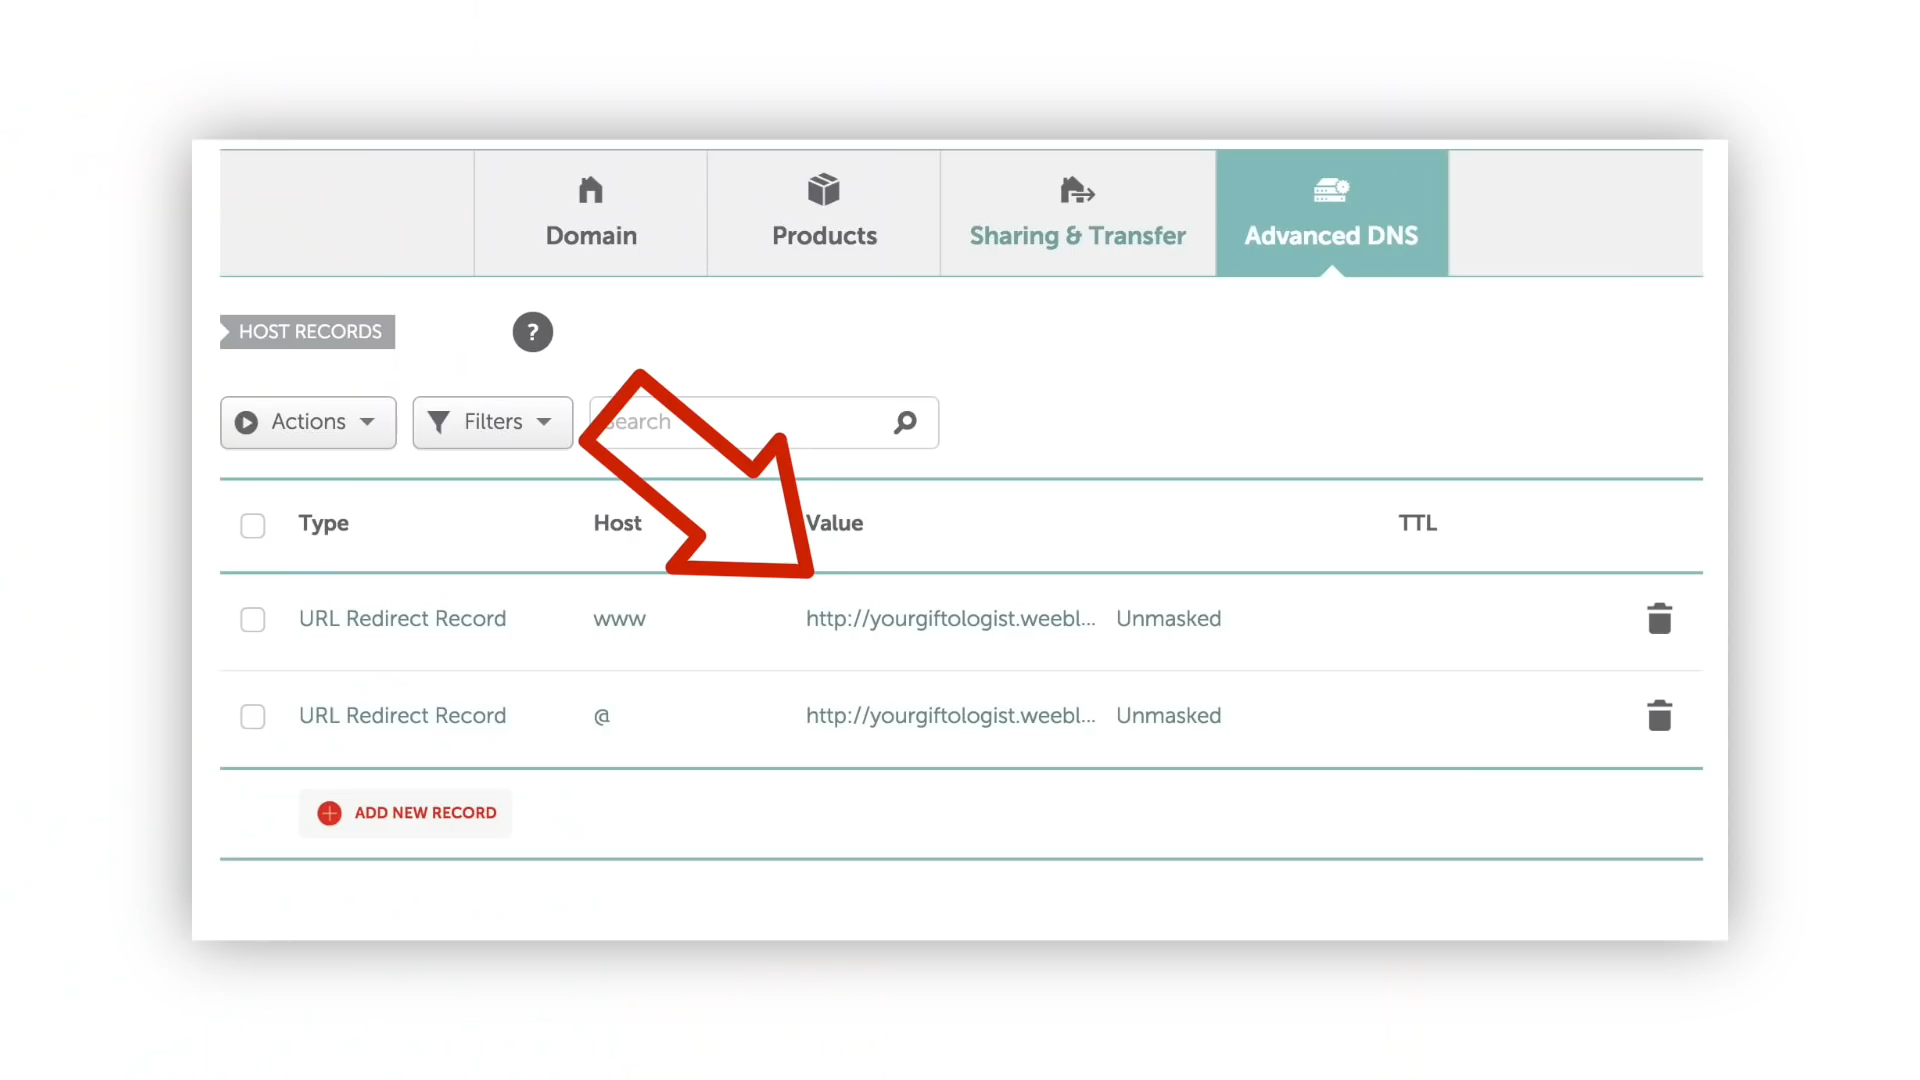 Domain
Products
Sharing & Transfer
Advanced DNS
HOST RECORDS
?
Actions
Filters
Search
Type
Host
Value
TTL
URL Redirect Record
www
http://yourgiftologist.weebl...
Unmasked
URL Redirect Record
@
http://yourgiftologist.weebl...
Unmasked
ADD NEW RECORD